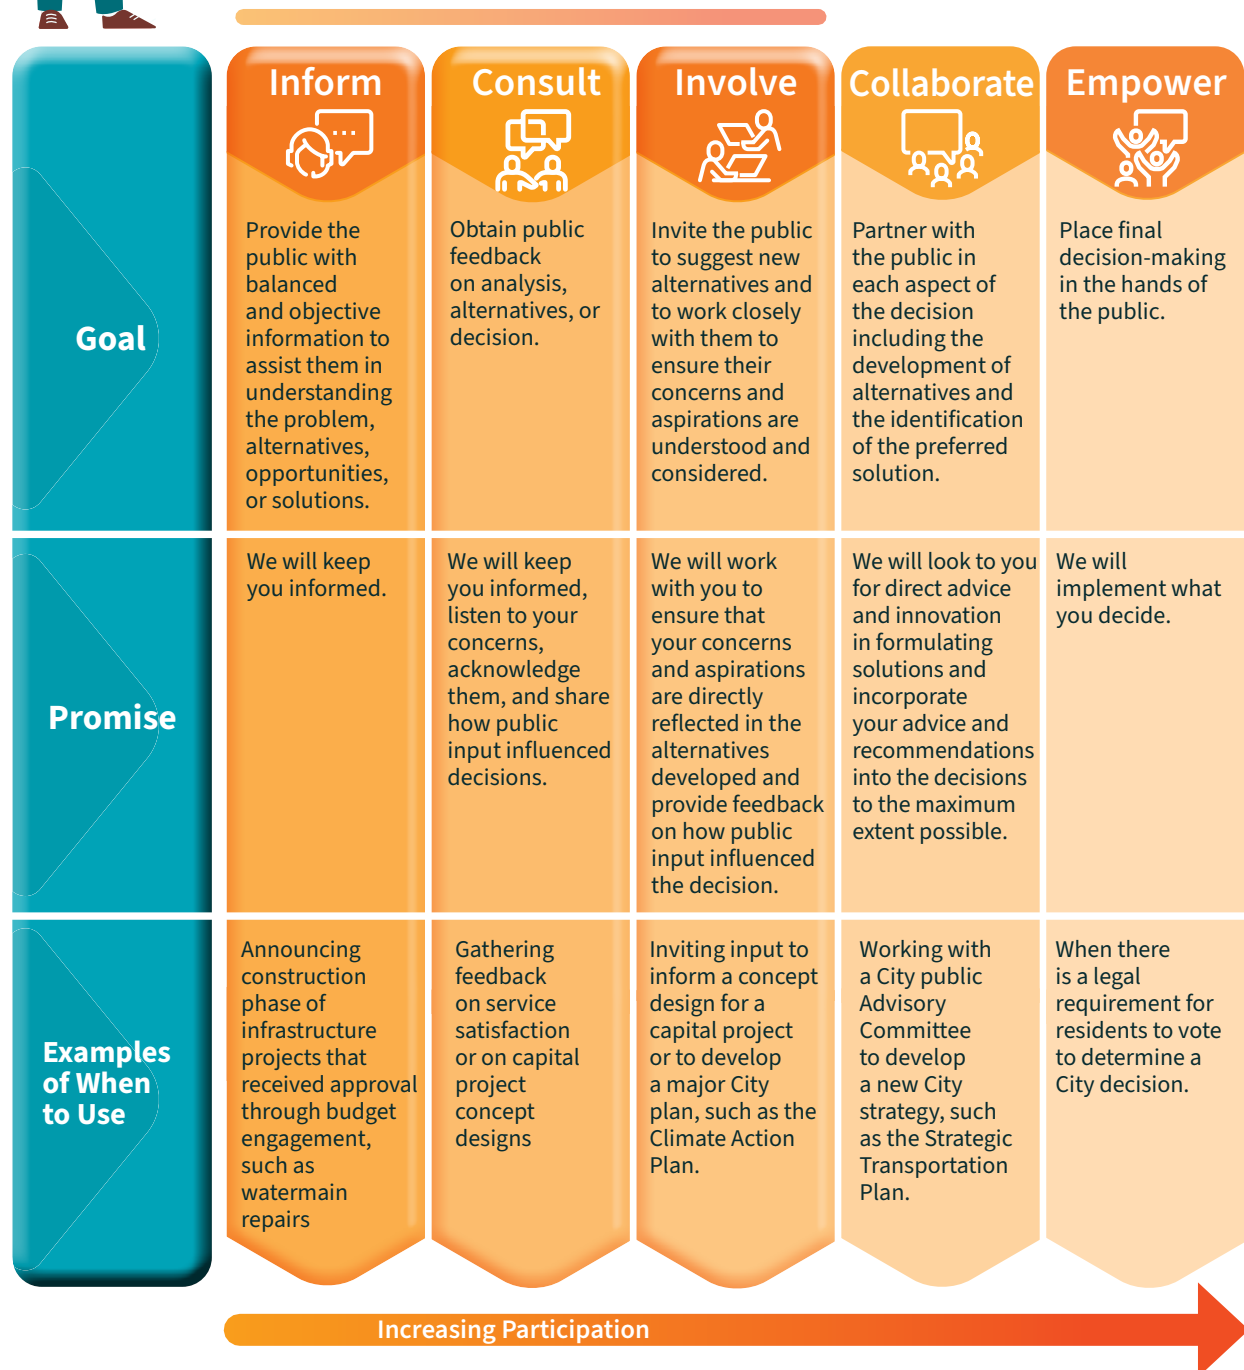 Inform
Consult
Involve
Collaborate
Empower
Goal
Provide the
public with
balanced
and objective
information to
assist them in
understanding
the problem,
alternatives,
opportunities,
or solutions.
Obtain public
feedback
on analysis,
alternatives, or
decision.
Invite the public
to suggest new
alternatives and
to work closely
with them to
ensure their
concerns and
aspirations are
understood and
considered.
Partner with
the public in
each aspect of
the decision
including the
development of
alternatives and
the identification
of the preferred
solution.
Place final
decision-making
in the hands of
the public.
Promise
We will keep
you informed.
We will keep
you informed,
listen to your
concerns,
acknowledge
them, and share
how public
input influenced
decisions.
We will work
with you to
ensure that
your concerns
and aspirations
are directly
reflected in the
alternatives
developed and
provide feedback
on how public
input influenced
the decision.
We will look to you
for direct advice
and innovation
in formulating
solutions and
incorporate
your advice and
recommendations
into the decisions
to the maximum
extent possible.
We will
implement what
you decide.
Examples
of When
to Use
Announcing
construction
phase of
infrastructure
projects that
received approval
through budget
engagement,
such as
watermain
repairs
Gathering
feedback
on service
satisfaction
or on capital
project
concept
designs
Inviting input to
inform a concept
design for a
capital project
or to develop
a major City
plan, such as the
Climate Action
Plan.
Working with
a City public
Advisory
Committee
to develop
a new City
strategy, such
as the Strategic
Transportation
Plan.
When there
is a legal
requirement for
residents to vote
to determine a
City decision.
Increasing Participation